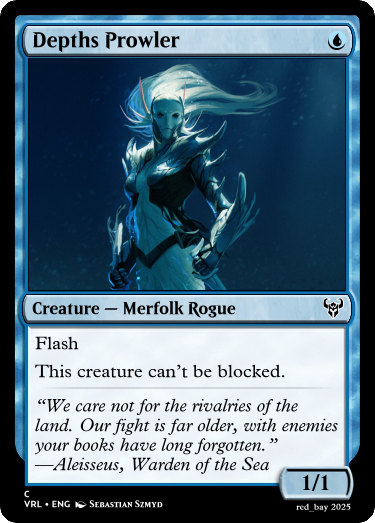 Depths Prowler
Creature — Merfolk Rogue
Flash
This creature can't be blocked.
“We care not for the rivalries of the
land. Our fight is far older, with enemies
your books have long forgotten.”
—Aleisseus, Warden of the Sea
1/1
C
VRL • ENG Sebastian Szmyd
red_bay 2025